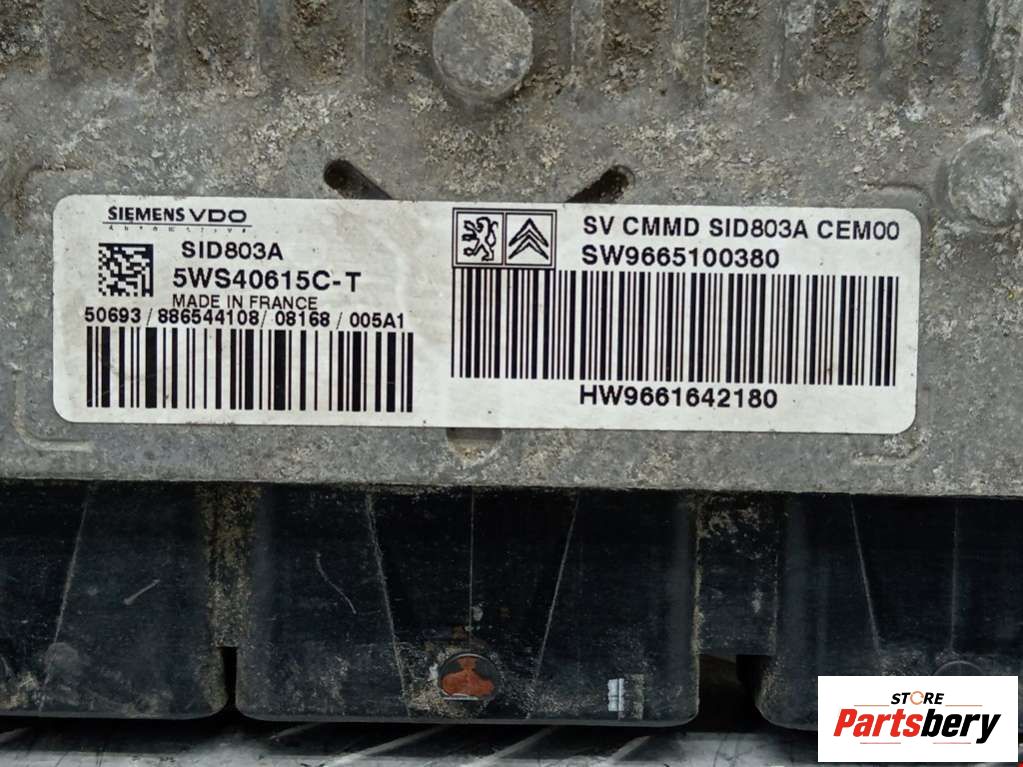 SIEMENS VDO
Automotive
SID803A
5WS40615C-T
MADE IN FRANCE
50693/886544108/08168/005A1
SV CMMD SID803A CEM00
SW9665100380
HW9661642180
STORE
Partsbery